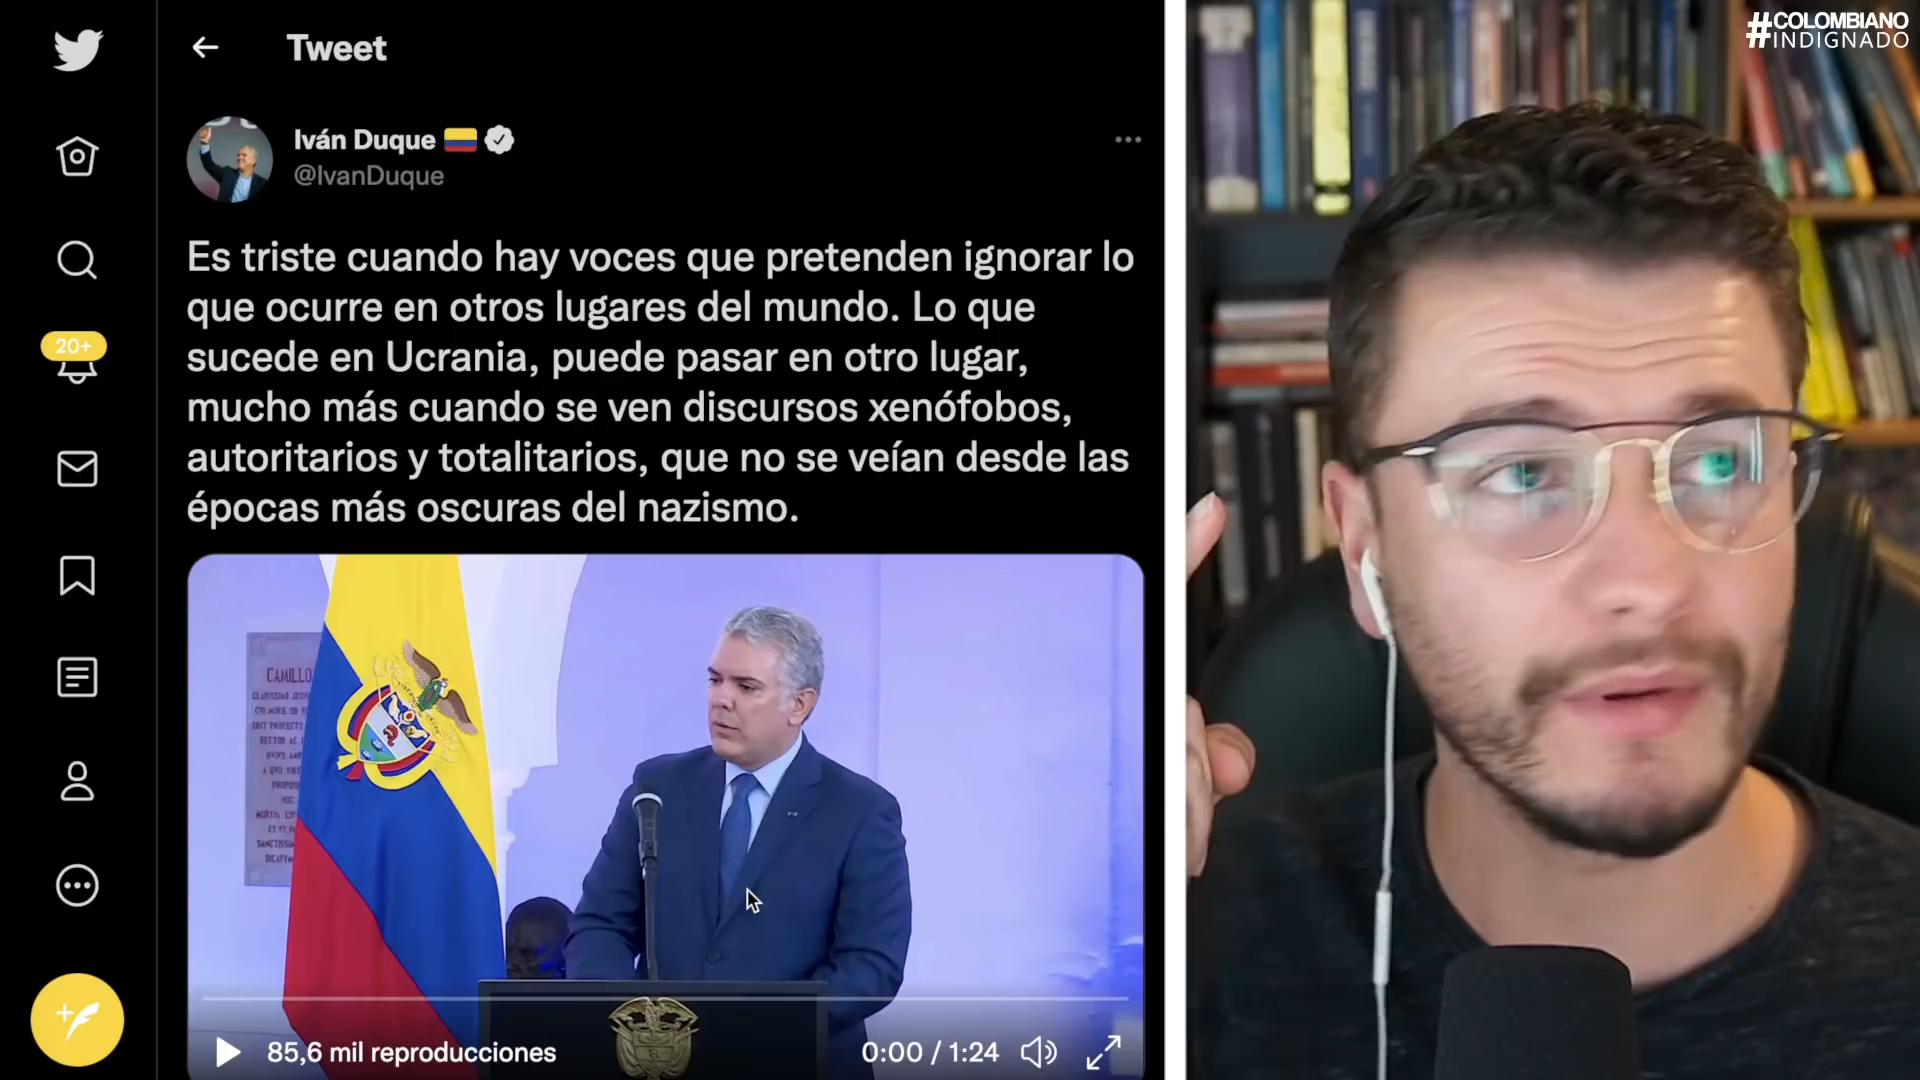 #COLOMBIANO
INDIGNADO
Tweet
Iván Duque
@IvanDuque
Es triste cuando hay voces que pretenden ignorar lo
que ocurre en otros lugares del mundo. Lo que
sucede en Ucrania, puede pasar en otro lugar,
mucho más cuando se ven discursos xenófobos,
autoritarios y totalitarios, que no se veían desde las
épocas más oscuras del nazismo.
20+
CAMILLO
85,6 mil reproducciones
0:00 / 1:24